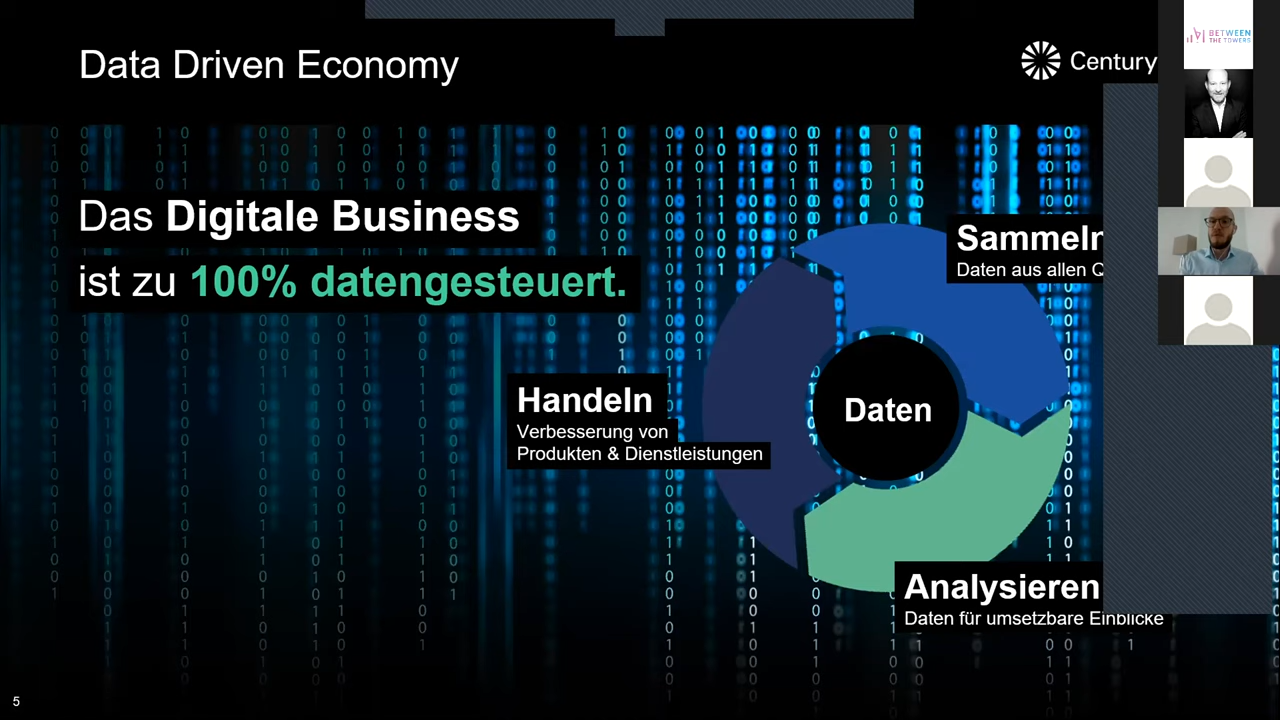 Data Driven Economy
Century
BETWEEN
THE TOWERS
Das Digitale Business
ist zu 100% datengesteuert.
Sammeln
Daten aus allen
Handeln
Verbesserung von
Produkten & Dienstleistungen
Daten
Analysieren
Daten für umsetzbare Einblicke
5